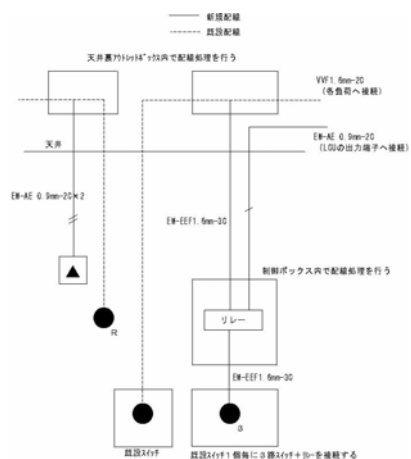 新規配線
既設配線
天井裏アウトレットボックス内で配線処理を行う
VVF1.6mm-2C
(各負荷へ接続)
EM-AE 0.9mm-2C
(LCUの出力端子へ接続)
天井
EM-AE 0.9mm-2C×2
EM-EEF1.6mm-3C
制御ボックス内で配線処理を行う
リレー
R
EM-EEF1.6mm-3C
3
既設スイッチ
既設スイッチ1個毎に3路スイッチ+リレーを接続する